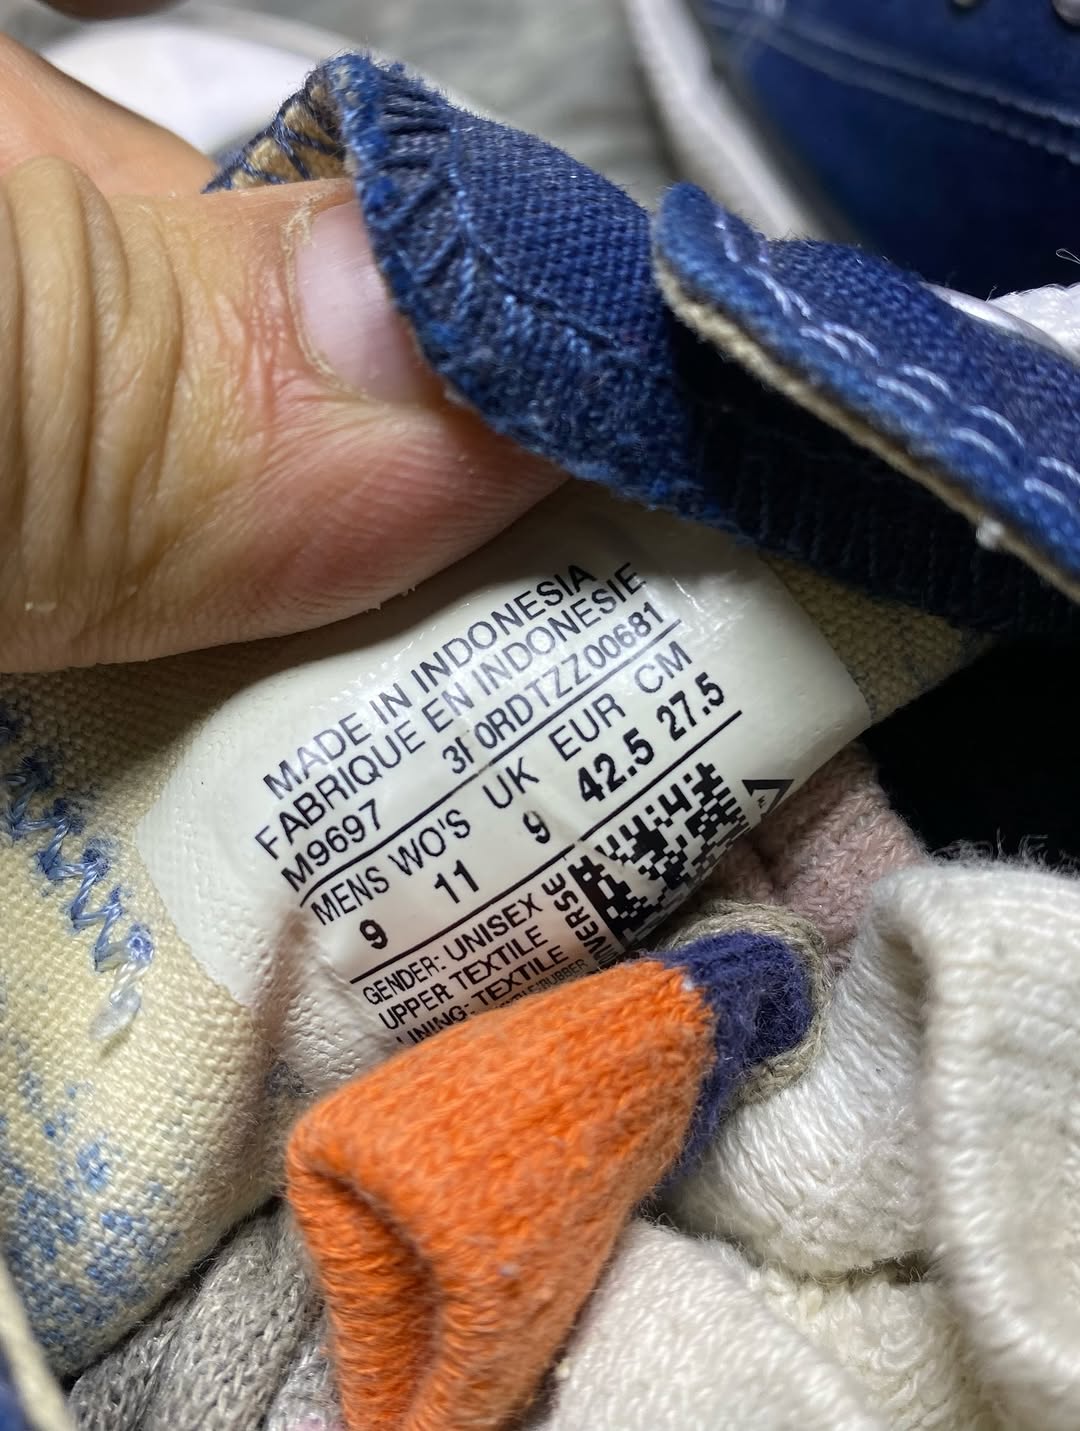 MADE IN INDONESIA
FABRIQUE EN INDONESIE
M9697 3F0RDTZZ00681
MENS WO'S UK EUR CM
9 11 9 42.5 27.5
GENDER: UNISEX
UPPER TEXTILE
LINING: TEXTILE